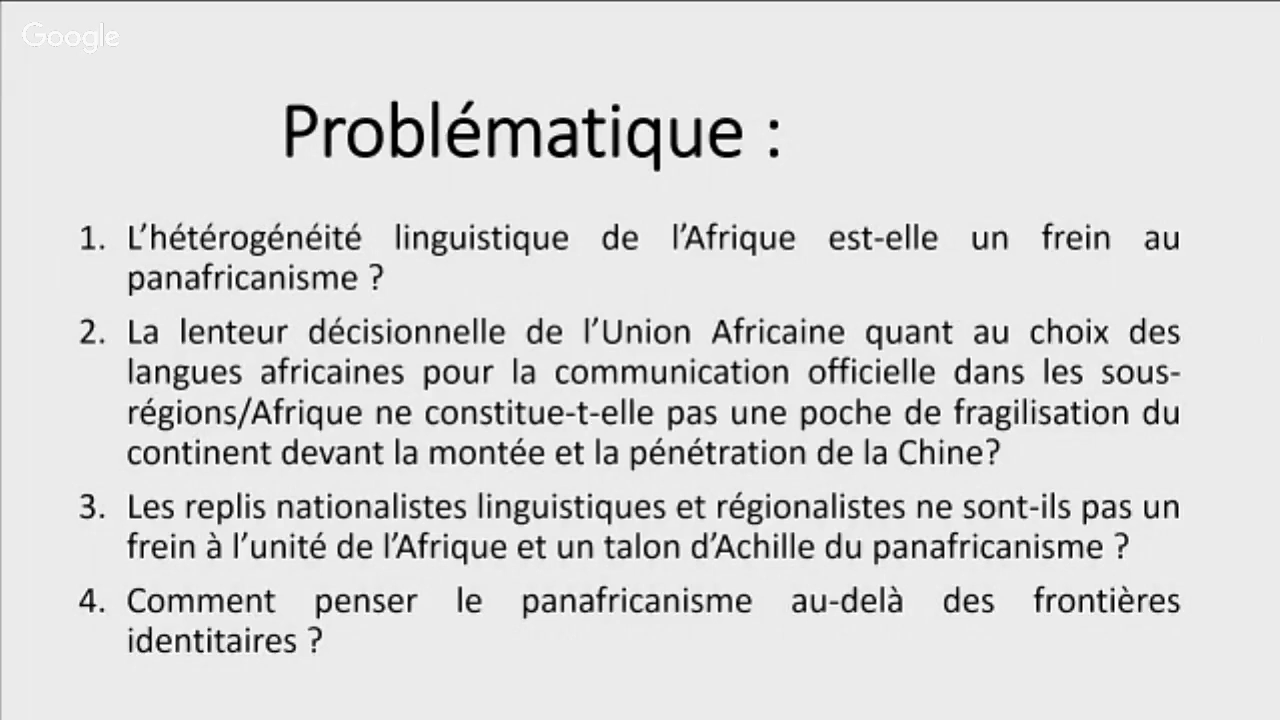 Google
Problématique :
1. L’hétérogénéité linguistique de l’Afrique est-elle un frein au
panafricanisme ?
2. La lenteur décisionnelle de l’Union Africaine quant au choix des
langues africaines pour la communication officielle dans les sous-
régions/Afrique ne constitue-t-elle pas une poche de fragilisation du
continent devant la montée et la pénétration de la Chine?
3. Les replis nationalistes linguistiques et régionalistes ne sont-ils pas un
frein à l’unité de l’Afrique et un talon d’Achille du panafricanisme ?
4. Comment penser le panafricanisme au-delà des frontières
identitaires ?